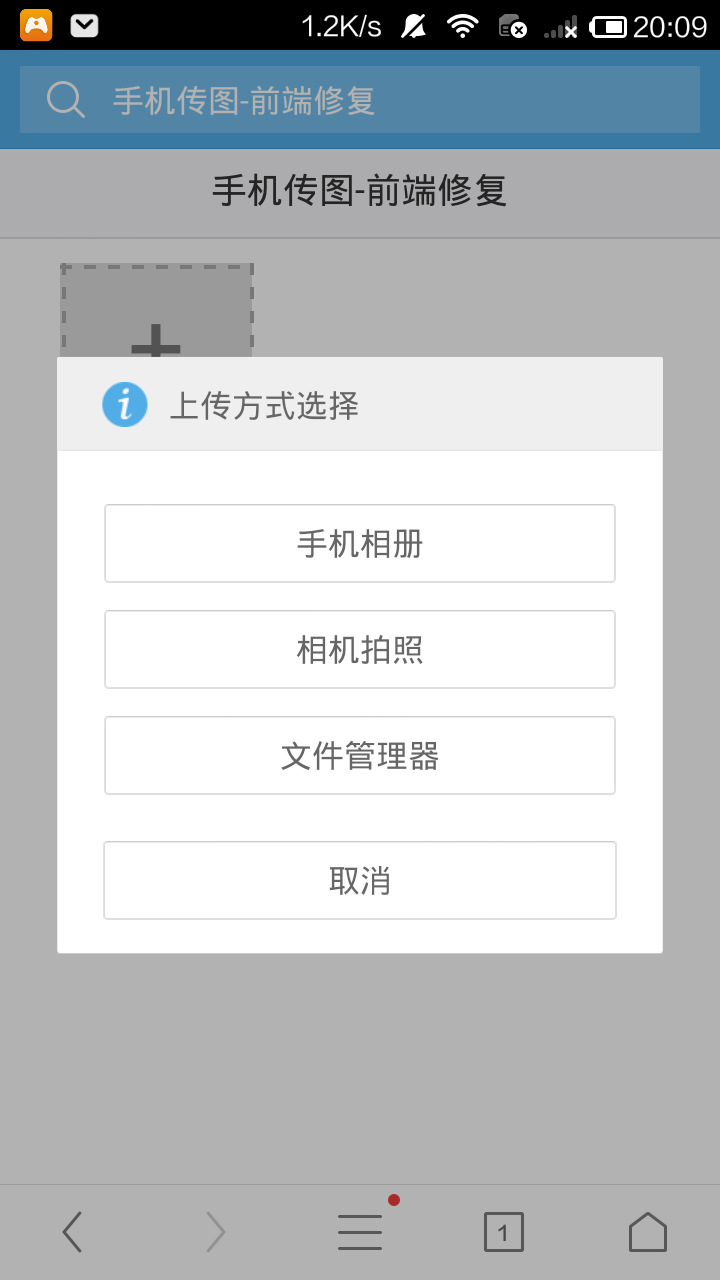 1.2K/s 20:09
手机传图-前端修复
手机传图-前端修复
上传方式选择
手机相册
相机拍照
文件管理器
取消
1